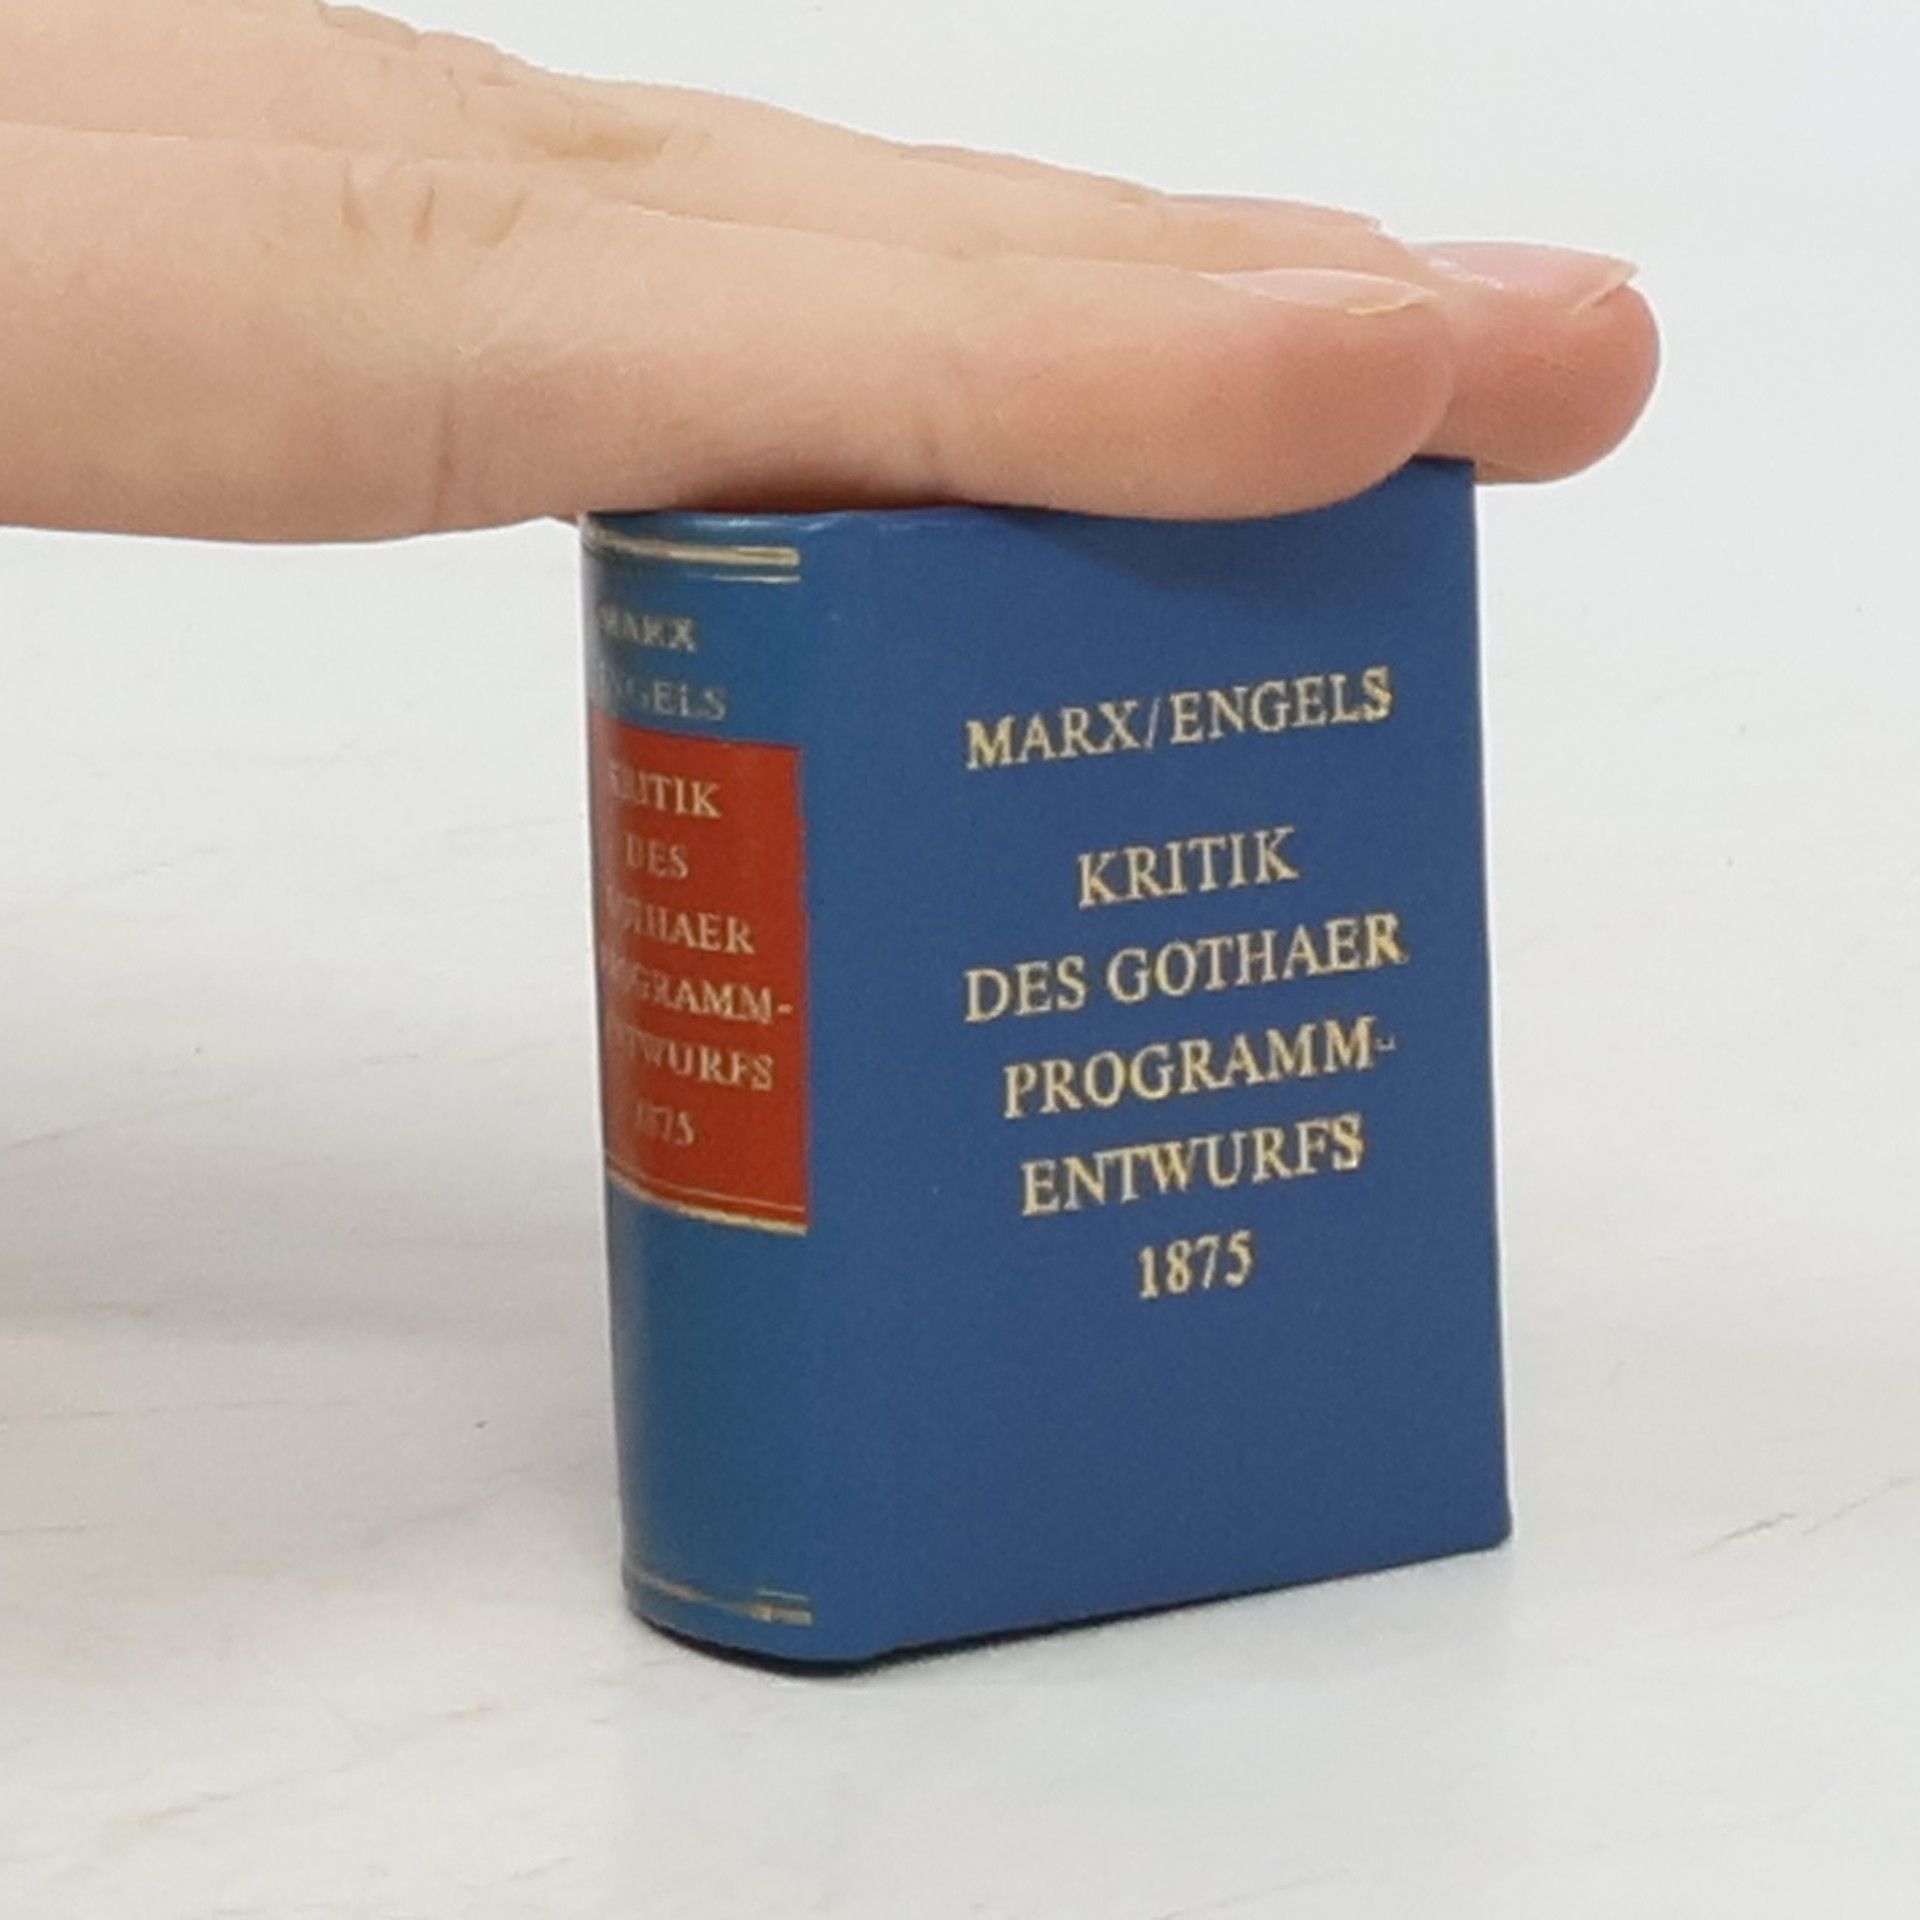 MARX
ENGELS
KRITIK
DES
GOTHAER
PROGRAMM-
ENTWURFS
1875
MARX/ENGELS
KRITIK
DES GOTHAER
PROGRAMM-
ENTWURFS
1875